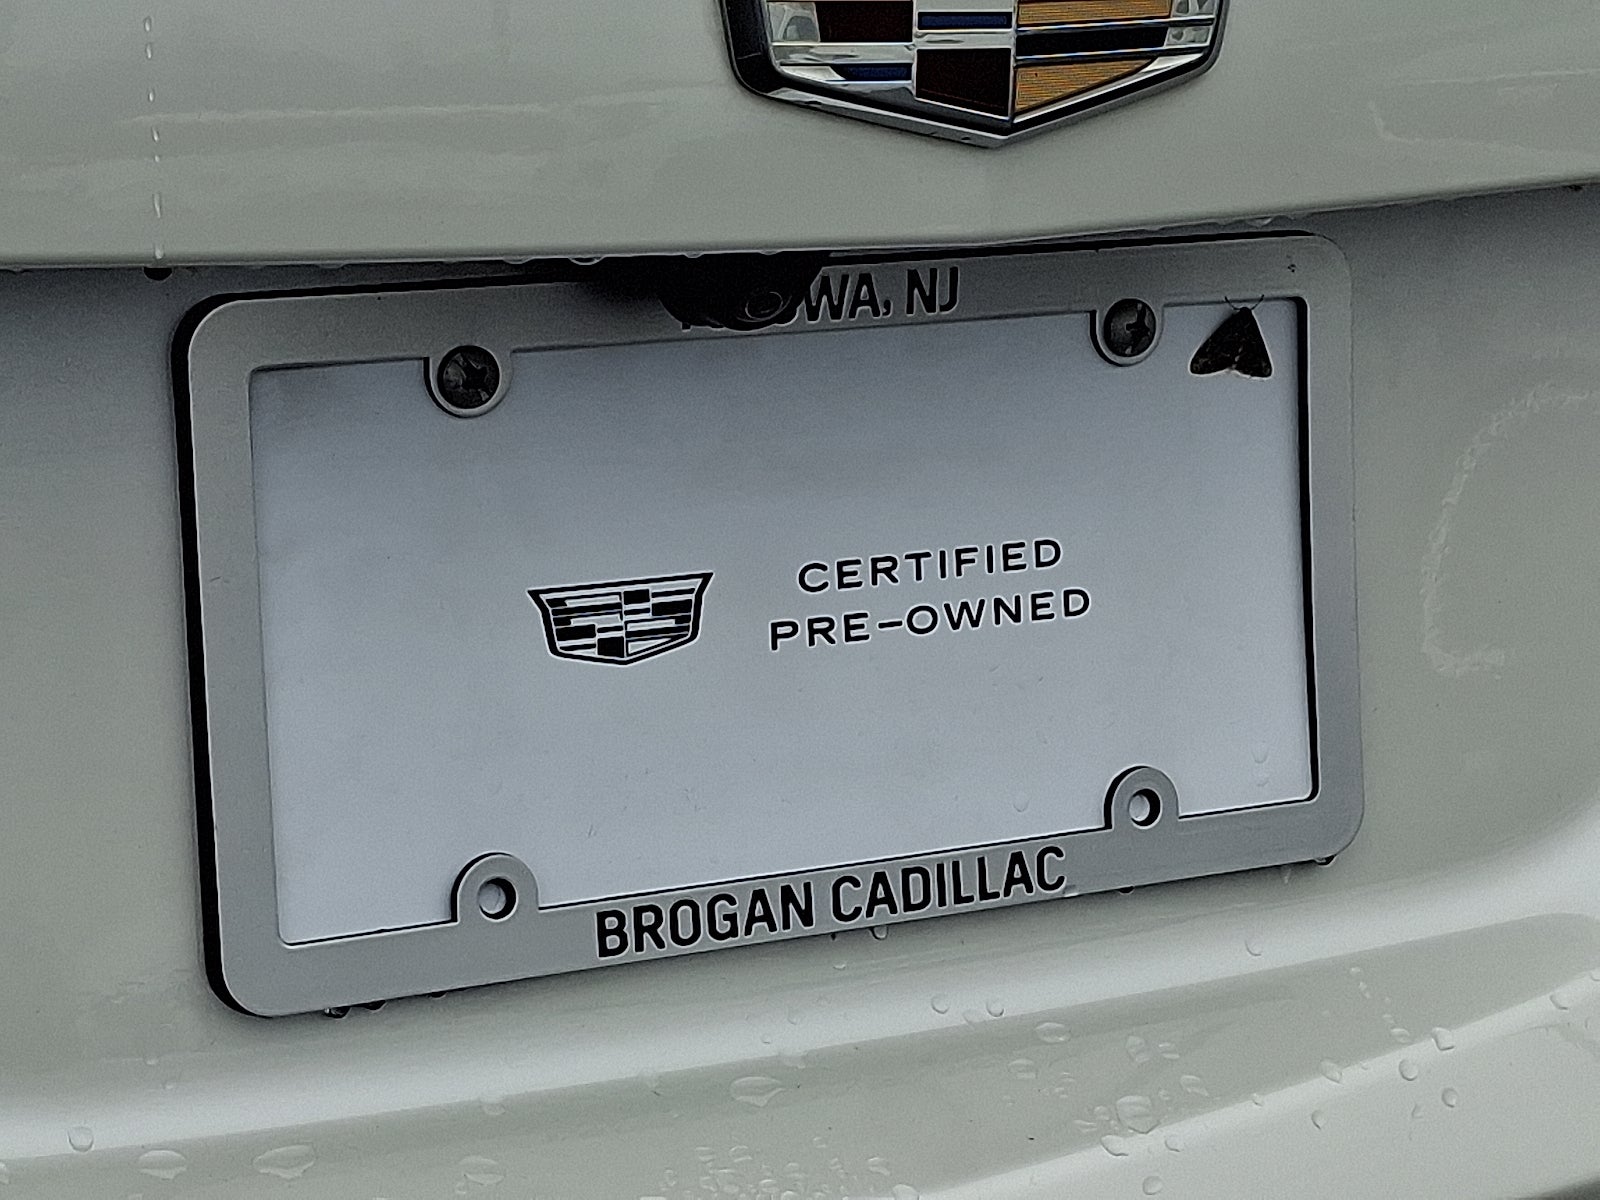 NJ
CERTIFIED
PRE-OWNED
BROGAN CADILLAC